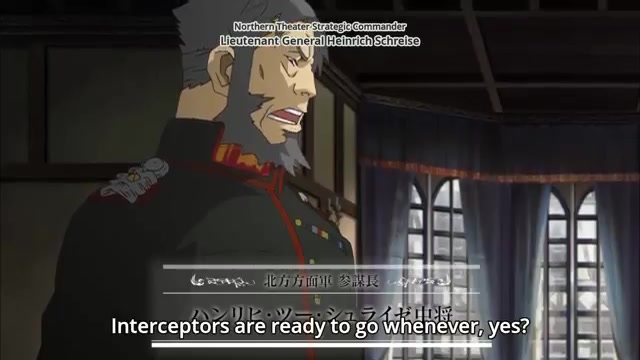 Northern Theater Strategic Commander
Lieutenant General Heinrich Schreise
北方方面軍 参謀長
ハンリヒ・ツー・シュライゼ中将
Interceptors are ready to go whenever, yes?